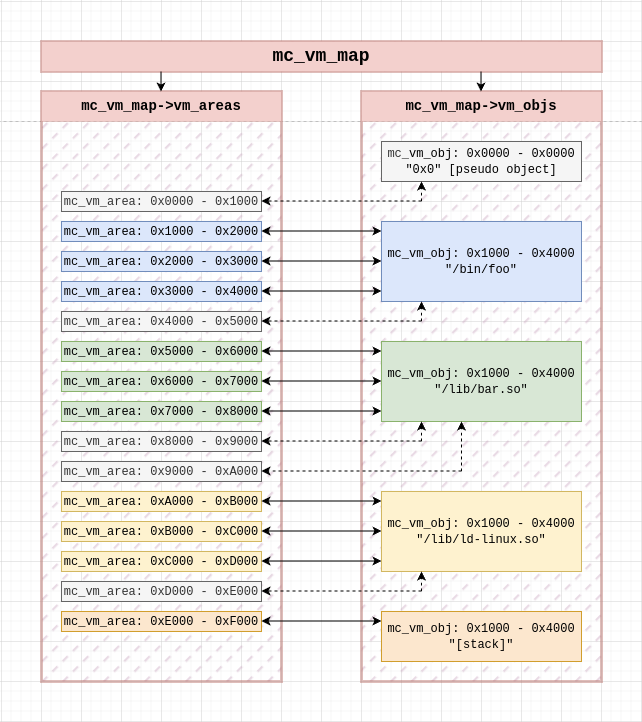 mc_vm_map
mc_vm_map->vm_areas
mc_vm_map->vm_objs
mc_vm_area: 0x0000 - 0x1000
mc_vm_area: 0x1000 - 0x2000
mc_vm_area: 0x2000 - 0x3000
mc_vm_area: 0x3000 - 0x4000
mc_vm_area: 0x4000 - 0x5000
mc_vm_area: 0x5000 - 0x6000
mc_vm_area: 0x6000 - 0x7000
mc_vm_area: 0x7000 - 0x8000
mc_vm_area: 0x8000 - 0x9000
mc_vm_area: 0x9000 - 0xA000
mc_vm_area: 0xA000 - 0xB000
mc_vm_area: 0xB000 - 0xC000
mc_vm_area: 0xC000 - 0xD000
mc_vm_area: 0xD000 - 0xE000
mc_vm_area: 0xE000 - 0xF000
mc_vm_obj: 0x0000 - 0x0000
"0x0" [pseudo object]
mc_vm_obj: 0x1000 - 0x4000
"/bin/foo"
mc_vm_obj: 0x1000 - 0x4000
"/lib/bar.so"
mc_vm_obj: 0x1000 - 0x4000
"/lib/ld-linux.so"
mc_vm_obj: 0x1000 - 0x4000
"[stack]"